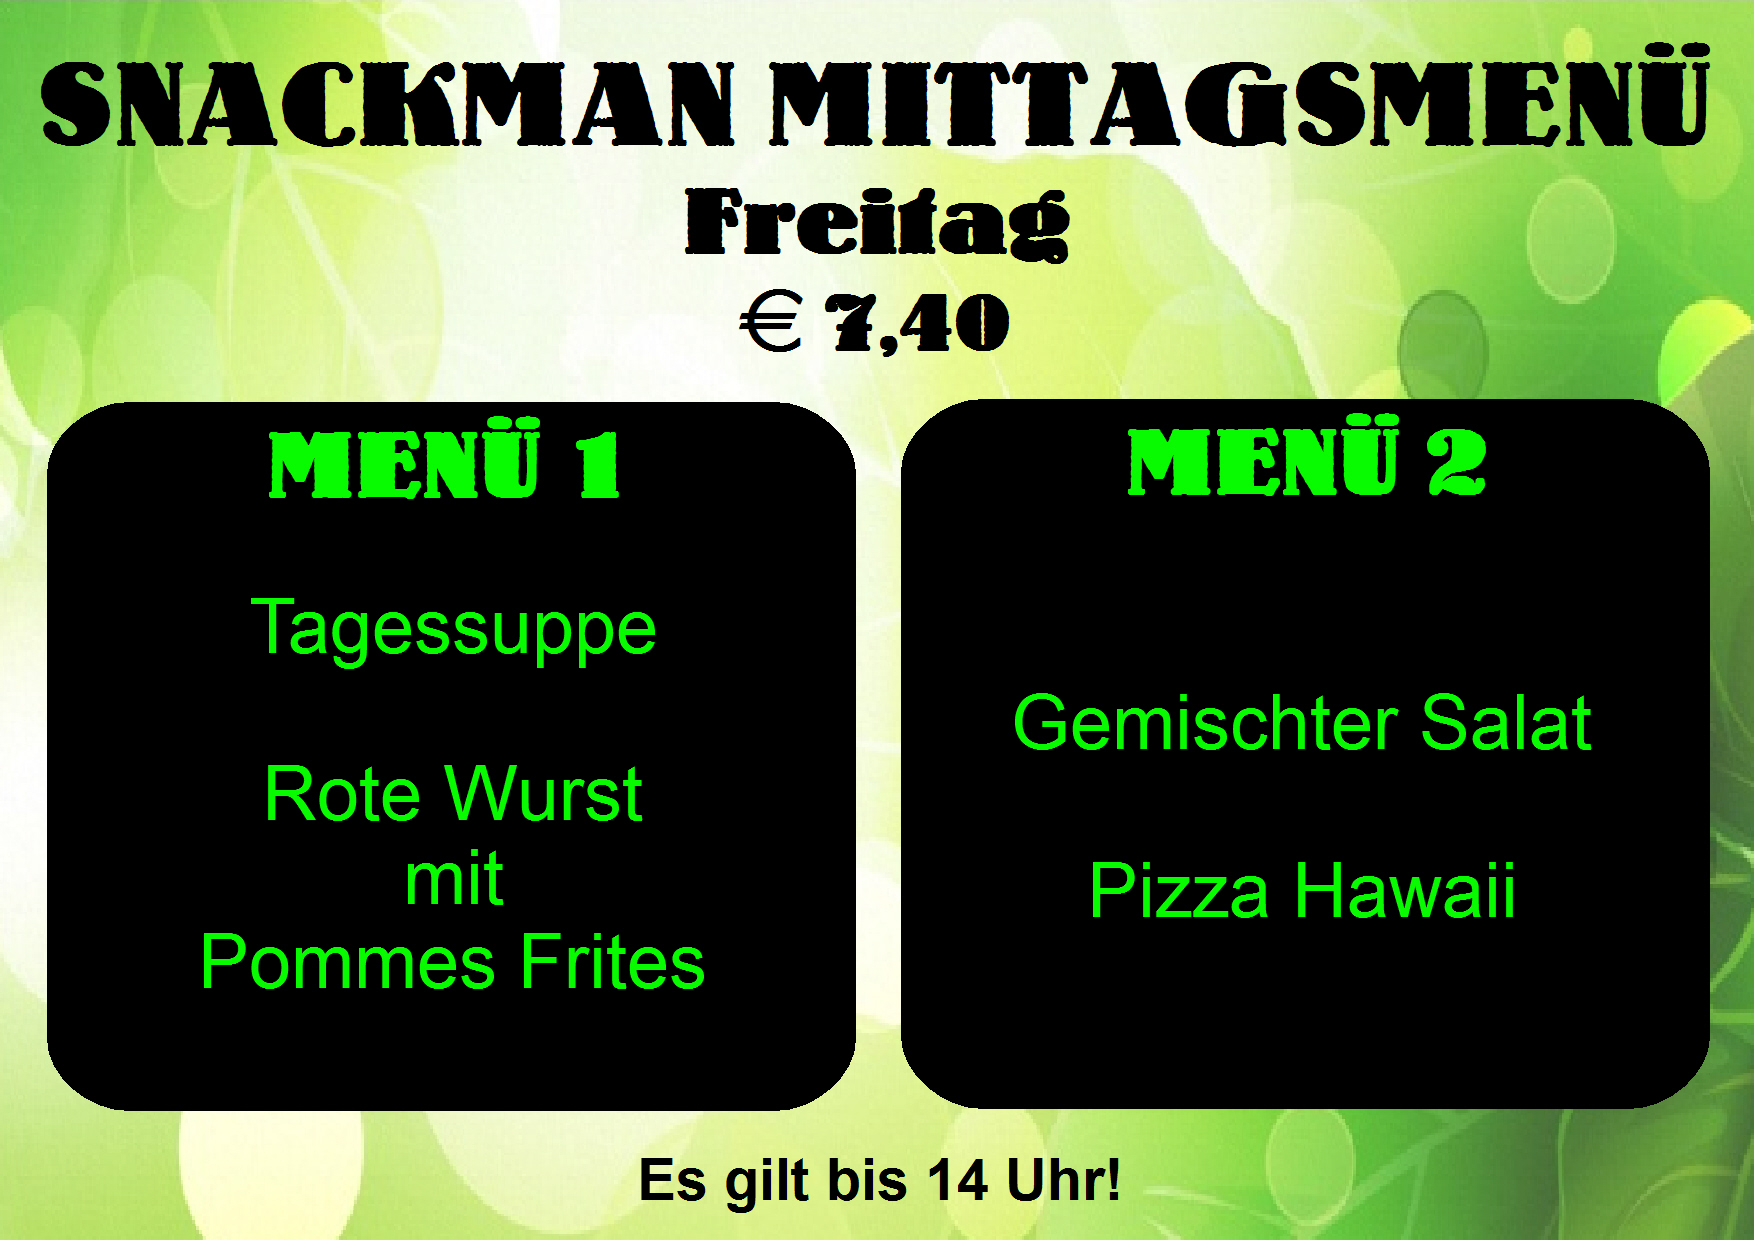 SNACKMAN MITTAGSMENÜ
Freitag
€ 7,40
MENÜ 1
Tagessuppe
Rote Wurst
mit
Pommes Frites
MENÜ 2
Gemischter Salat
Pizza Hawaii
Es gilt bis 14 Uhr!